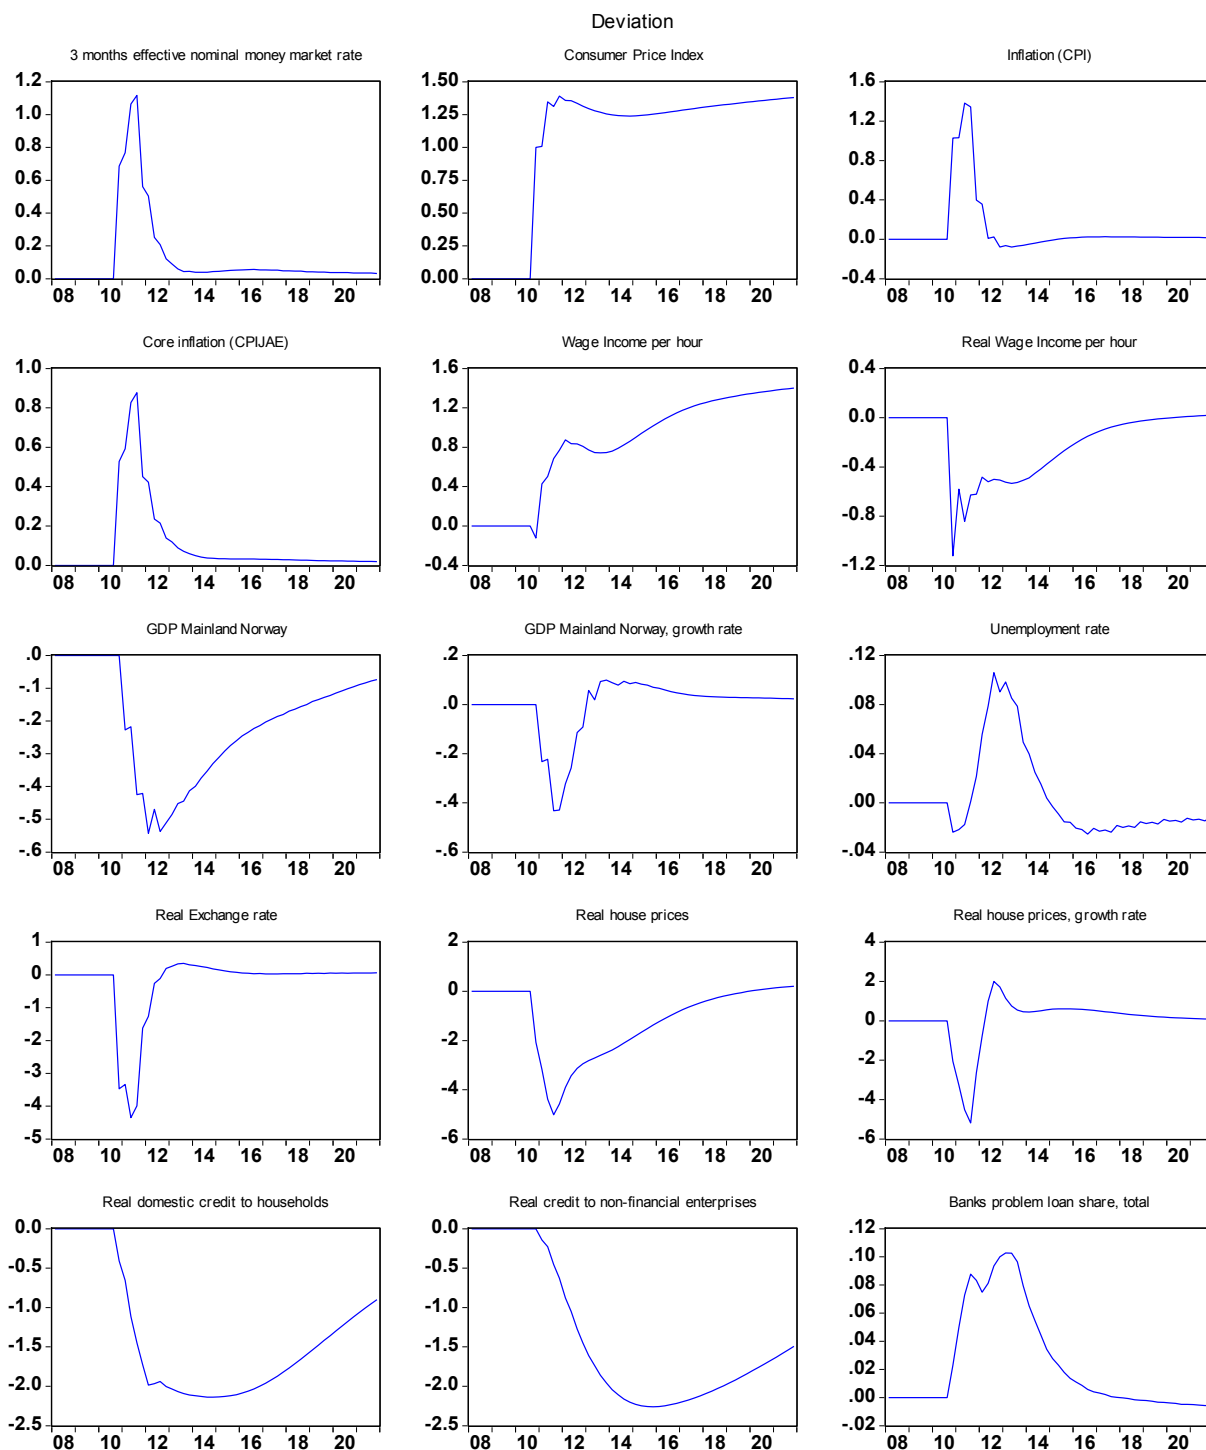 Deviation
3 months effective nominal money market rate
1.2
1.0
0.8
0.6
0.4
0.2
0.0
08 10 12 14 16 18 20
Consumer Price Index
1.50
1.25
1.00
0.75
0.50
0.25
0.00
08 10 12 14 16 18 20
Inflation (CPI)
1.6
1.2
0.8
0.4
0.0
-0.4
08 10 12 14 16 18 20
Core inflation (CPIJAE)
1.0
0.8
0.6
0.4
0.2
0.0
08 10 12 14 16 18 20
Wage Income per hour
1.6
1.2
0.8
0.4
0.0
-0.4
08 10 12 14 16 18 20
Real Wage Income per hour
0.4
0.0
-0.4
-0.8
-1.2
08 10 12 14 16 18 20
GDP Mainland Norway
.0
-.1
-.2
-.3
-.4
-.5
-.6
08 10 12 14 16 18 20
GDP Mainland Norway, growth rate
.2
.0
-.2
-.4
-.6
08 10 12 14 16 18 20
Unemployment rate
.12
.08
.04
.00
-.04
08 10 12 14 16 18 20
Real Exchange rate
1
0
-1
-2
-3
-4
-5
08 10 12 14 16 18 20
Real house prices
2
0
-2
-4
-6
08 10 12 14 16 18 20
Real house prices, growth rate
4
2
0
-2
-4
-6
08 10 12 14 16 18 20
Real domestic credit to households
0.0
-0.5
-1.0
-1.5
-2.0
-2.5
08 10 12 14 16 18 20
Real credit to non-financial enterprises
0.0
-0.5
-1.0
-1.5
-2.0
-2.5
08 10 12 14 16 18 20
Banks problem loan share, total
.12
.10
.08
.06
.04
.02
.00
-.02
08 10 12 14 16 18 20